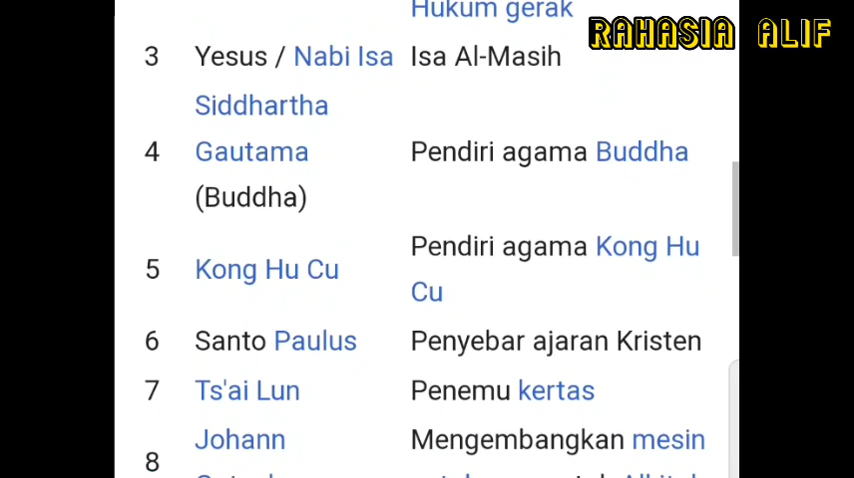 Hukum gerak
RAHASIA ALIF
3 Yesus / Nabi Isa Isa Al-Masih
4 Siddhartha
Gautama Pendiri agama Buddha
(Buddha)
5 Kong Hu Cu Pendiri agama Kong Hu
Cu
6 Santo Paulus Penyebar ajaran Kristen
7 Ts'ai Lun Penemu kertas
8 Johann Mengembangkan mesin